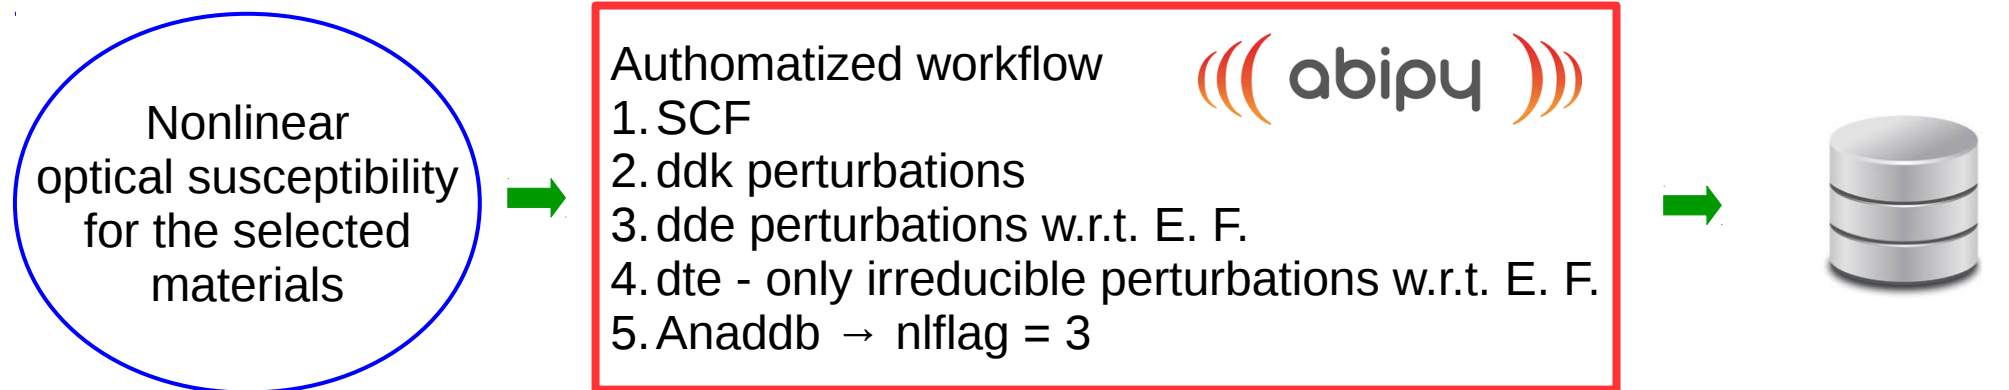 Nonlinear
optical susceptibility
for the selected
materials
Authomatized workflow
1. SCF
2. ddk perturbations
3. dde perturbations w.r.t. E. F.
4. dte - only irreducible perturbations w.r.t. E. F.
5. Anaddb → nlflag = 3
abipy